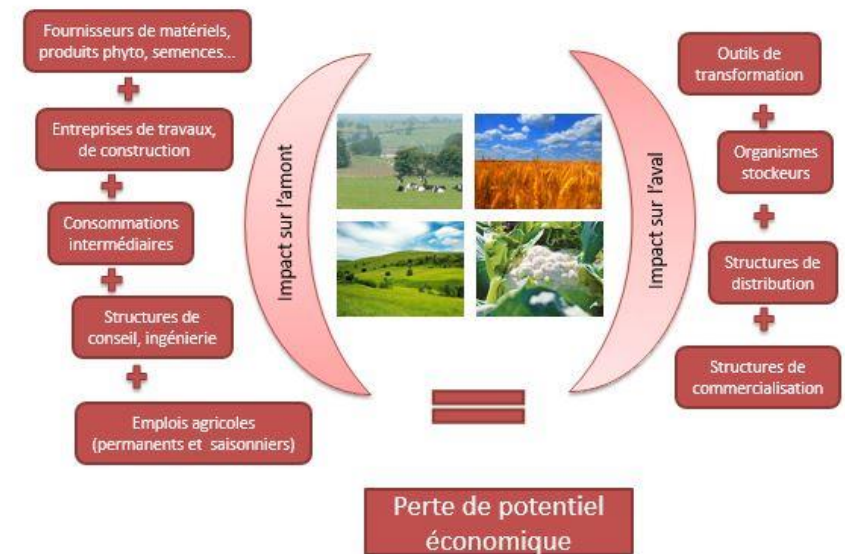 Fournisseurs de matériels,
produits phyto, semences...
Entreprises de travaux,
de construction
Consommations
intermédiaires
Structures de
conseil, ingénierie
Emplois agricoles
(permanents et saisonniers)
Impact sur l'amont
Impact sur l'aval
Outils de
transformation
Organismes
stockeurs
Structures de
distribution
Structures de
commercialisation
Perte de potentiel
économique